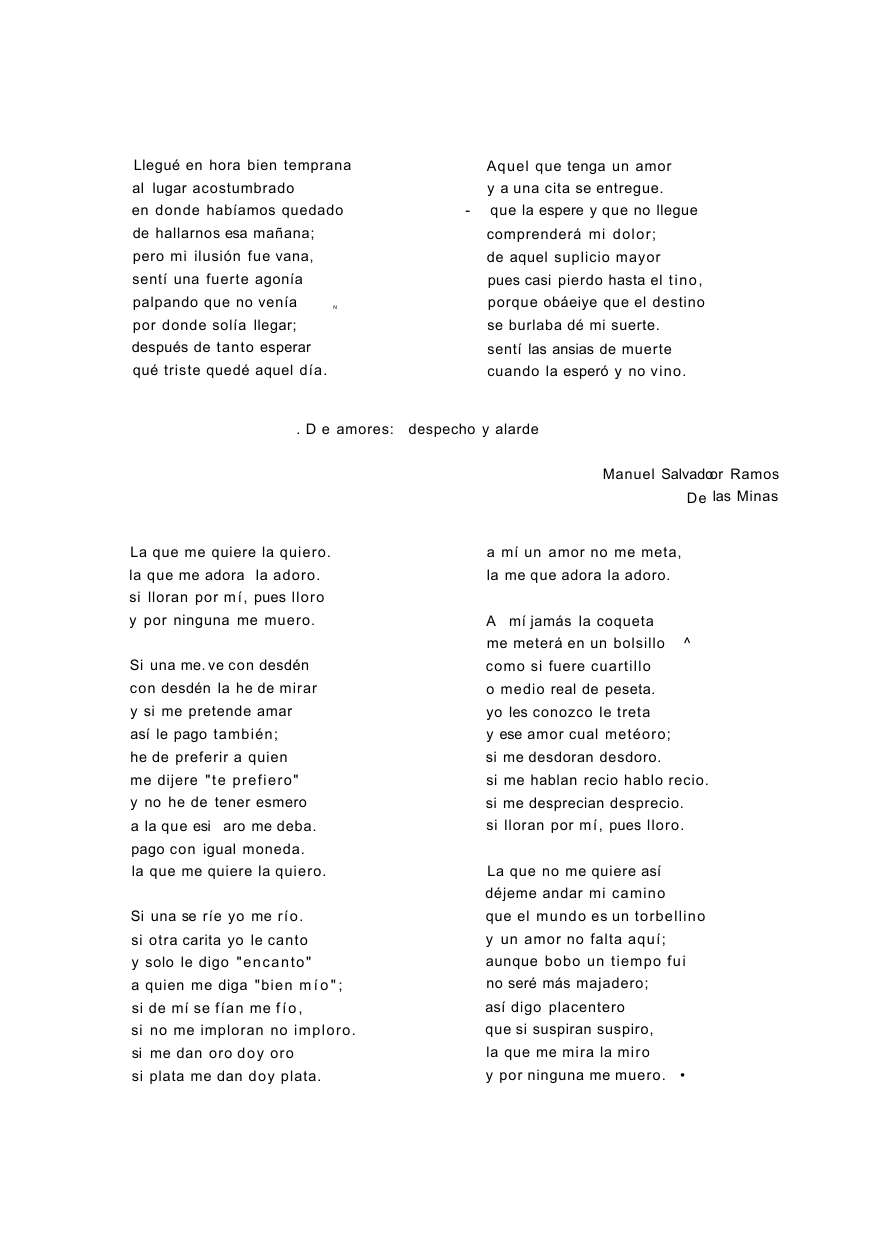 Llegué en hora bien temprana
al lugar acostumbrado
en donde habíamos quedado
de hallarnos esa mañana;
pero mi ilusión fue vana,
sentí una fuerte agonía
palpando que no venía
por donde solía llegar;
después de tanto esperar
qué triste quedé aquel día.
Aquel que tenga un amor
y a una cita se entregue.
- que la espere y que no llegue
comprenderá mi dolor;
de aquel suplicio mayor
pues casi pierdo hasta el tino,
porque obáeiye que el destino
se burlaba dé mi suerte.
sentí las ansias de muerte
cuando la esperó y no vino.
. D e amores: despecho y alarde
Manuel Salvadoor Ramos
De las Minas
La que me quiere la quiero.
la que me adora la adoro.
si lloran por mí, pues lloro
y por ninguna me muero.
Si una me. ve con desdén
con desdén la he de mirar
y si me pretende amar
así le pago también;
he de preferir a quien
me dijere "te prefiero"
y no he de tener esmero
a la que esi aro me deba.
pago con igual moneda.
la que me quiere la quiero.
Si una se ríe yo me río.
si otra carita yo le canto
y solo le digo "encanto"
a quien me diga "bien mío";
si de mí se fían me fío,
si no me imploran no imploro.
si me dan oro doy oro
si plata me dan doy plata.
a mí un amor no me meta,
la me que adora la adoro.
A mí jamás la coqueta
me meterá en un bolsillo ^
como si fuere cuartillo
o medio real de peseta.
yo les conozco le treta
y ese amor cual metéoro;
si me desdoran desdoro.
si me hablan recio hablo recio.
si me desprecian desprecio.
si lloran por mí, pues lloro.
La que no me quiere así
déjeme andar mi camino
que el mundo es un torbellino
y un amor no falta aquí;
aunque bobo un tiempo fui
no seré más majadero;
así digo placentero
que si suspiran suspiro,
la que me mira la miro
y por ninguna me muero. •